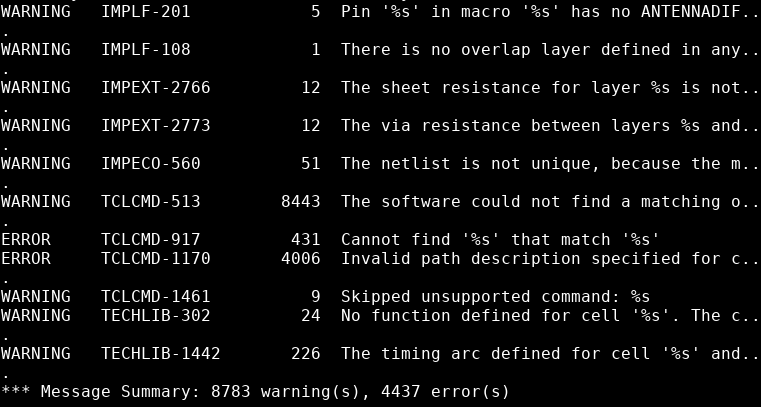 WARNING   IMPLF-201            5  Pin '%s' in macro '%s' has no ANTENNADIF..
.
WARNING   IMPLF-108            1  There is no overlap layer defined in any..
.
WARNING   IMPEXT-2766         12  The sheet resistance for layer %s is not..
.
WARNING   IMPEXT-2773         12  The via resistance between layers %s and..
.
WARNING   IMPECO-560          51  The netlist is not unique, because the m..
.
WARNING   TCLCMD-513        8443  The software could not find a matching o..
.
ERROR     TCLCMD-917         431  Cannot find '%s' that match '%s'
ERROR     TCLCMD-1170       4006  Invalid path description specified for c..
.
WARNING   TCLCMD-1461          9  Skipped unsupported command: %s
WARNING   TECHLIB-302         24  No function defined for cell '%s'. The c..
.
WARNING   TECHLIB-1442       226  The timing arc defined for cell '%s' and..
.
*** Message Summary: 8783 warning(s), 4437 error(s)